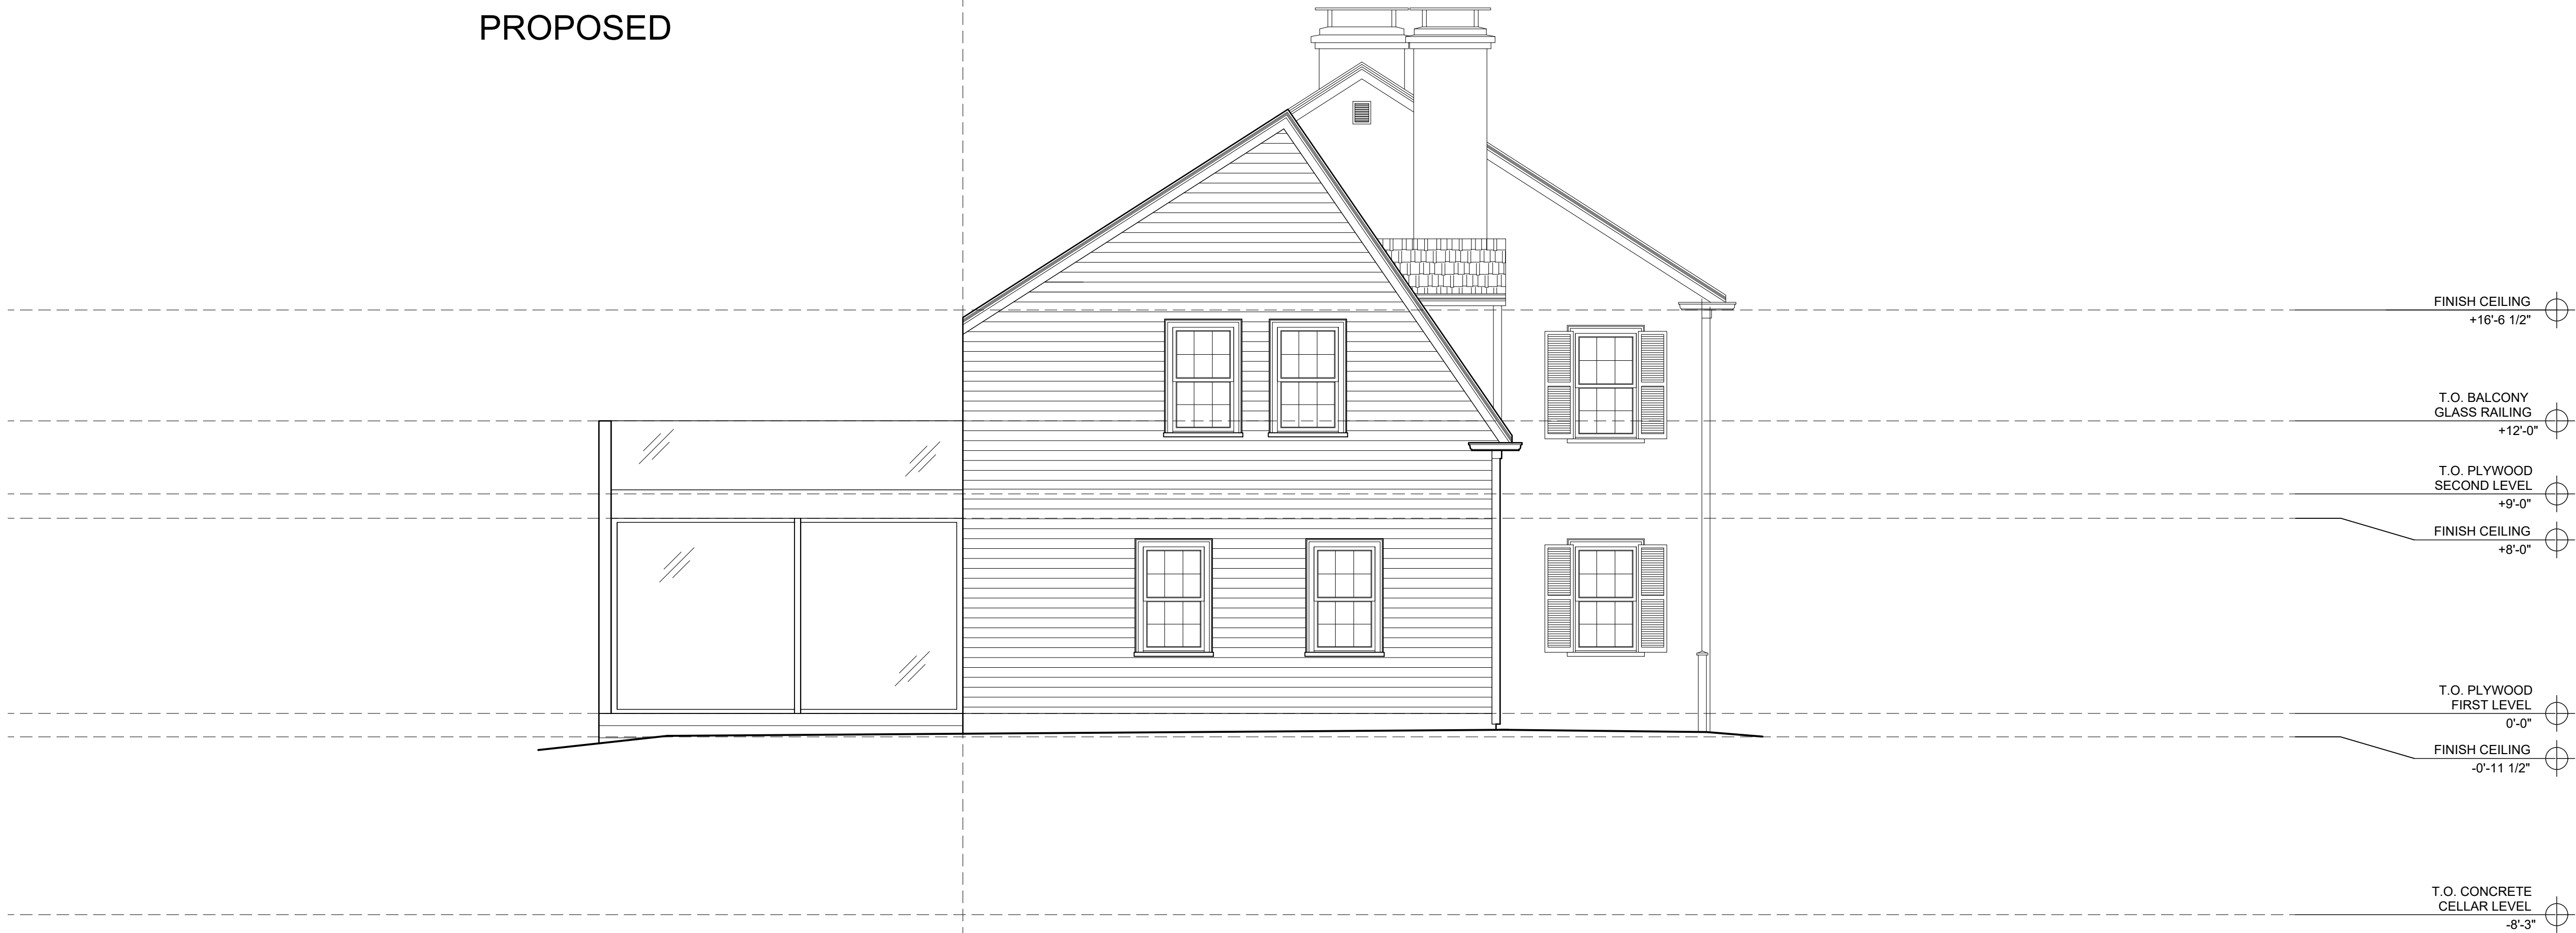 PROPOSED
FINISH CEILING
+16'-6 1/2"
T.O. BALCONY
GLASS RAILING
+12'-0"
T.O. PLYWOOD
SECOND LEVEL
+9'-0"
FINISH CEILING
+8'-0"
T.O. PLYWOOD
FIRST LEVEL
0'-0"
FINISH CEILING
-0'-11 1/2"
T.O. CONCRETE
CELLAR LEVEL
-8'-3"